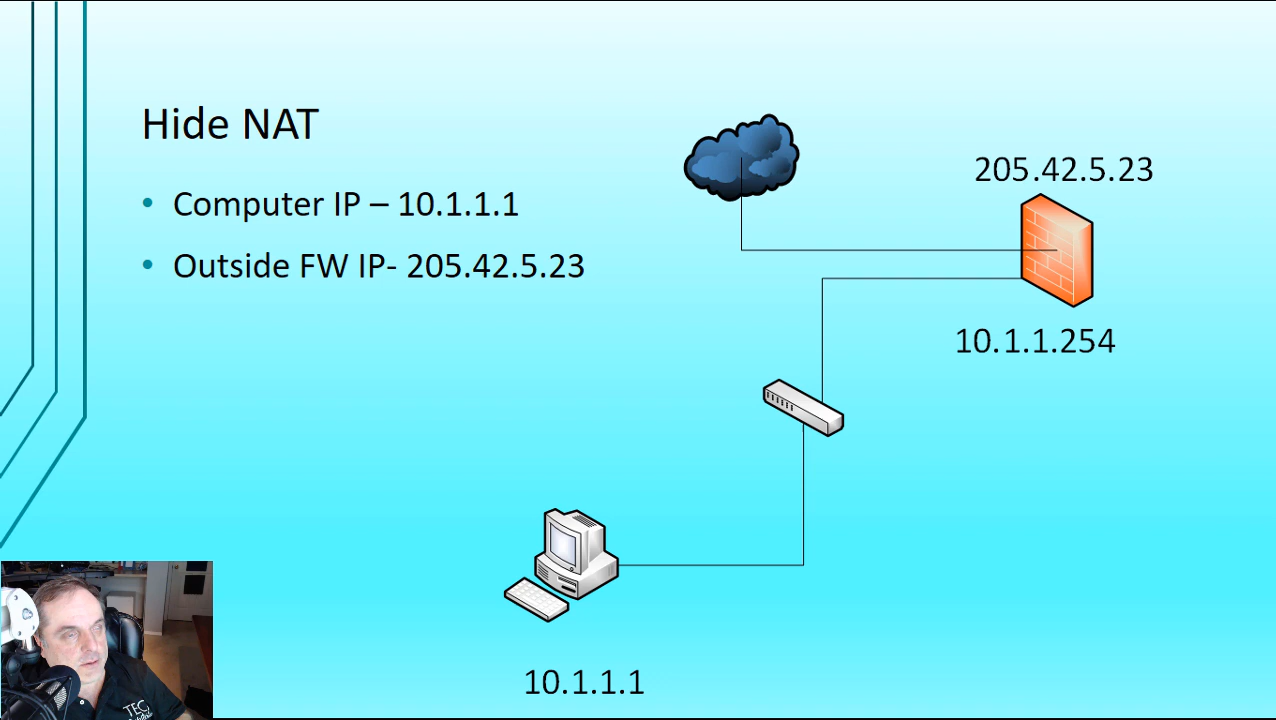 Hide NAT
• Computer IP – 10.1.1.1
• Outside FW IP- 205.42.5.23
205.42.5.23
10.1.1.254
10.1.1.1
TEC